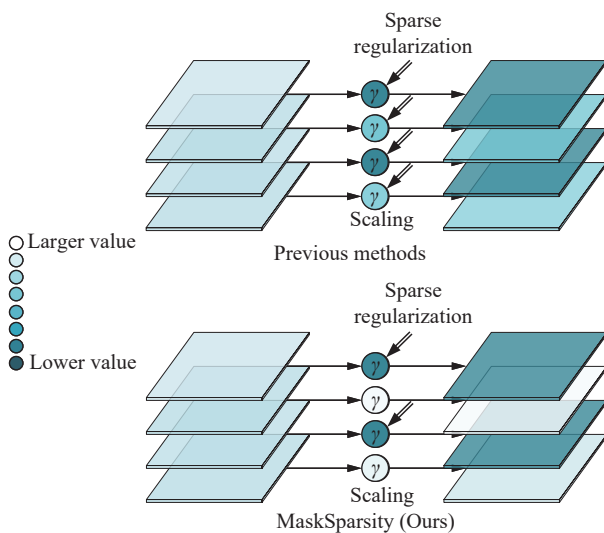 Sparse
regularization
γ
γ
γ
γ
Scaling
Previous methods
Larger value
Lower value
Sparse
regularization
γ
γ
γ
γ
Scaling
MaskSparsity (Ours)